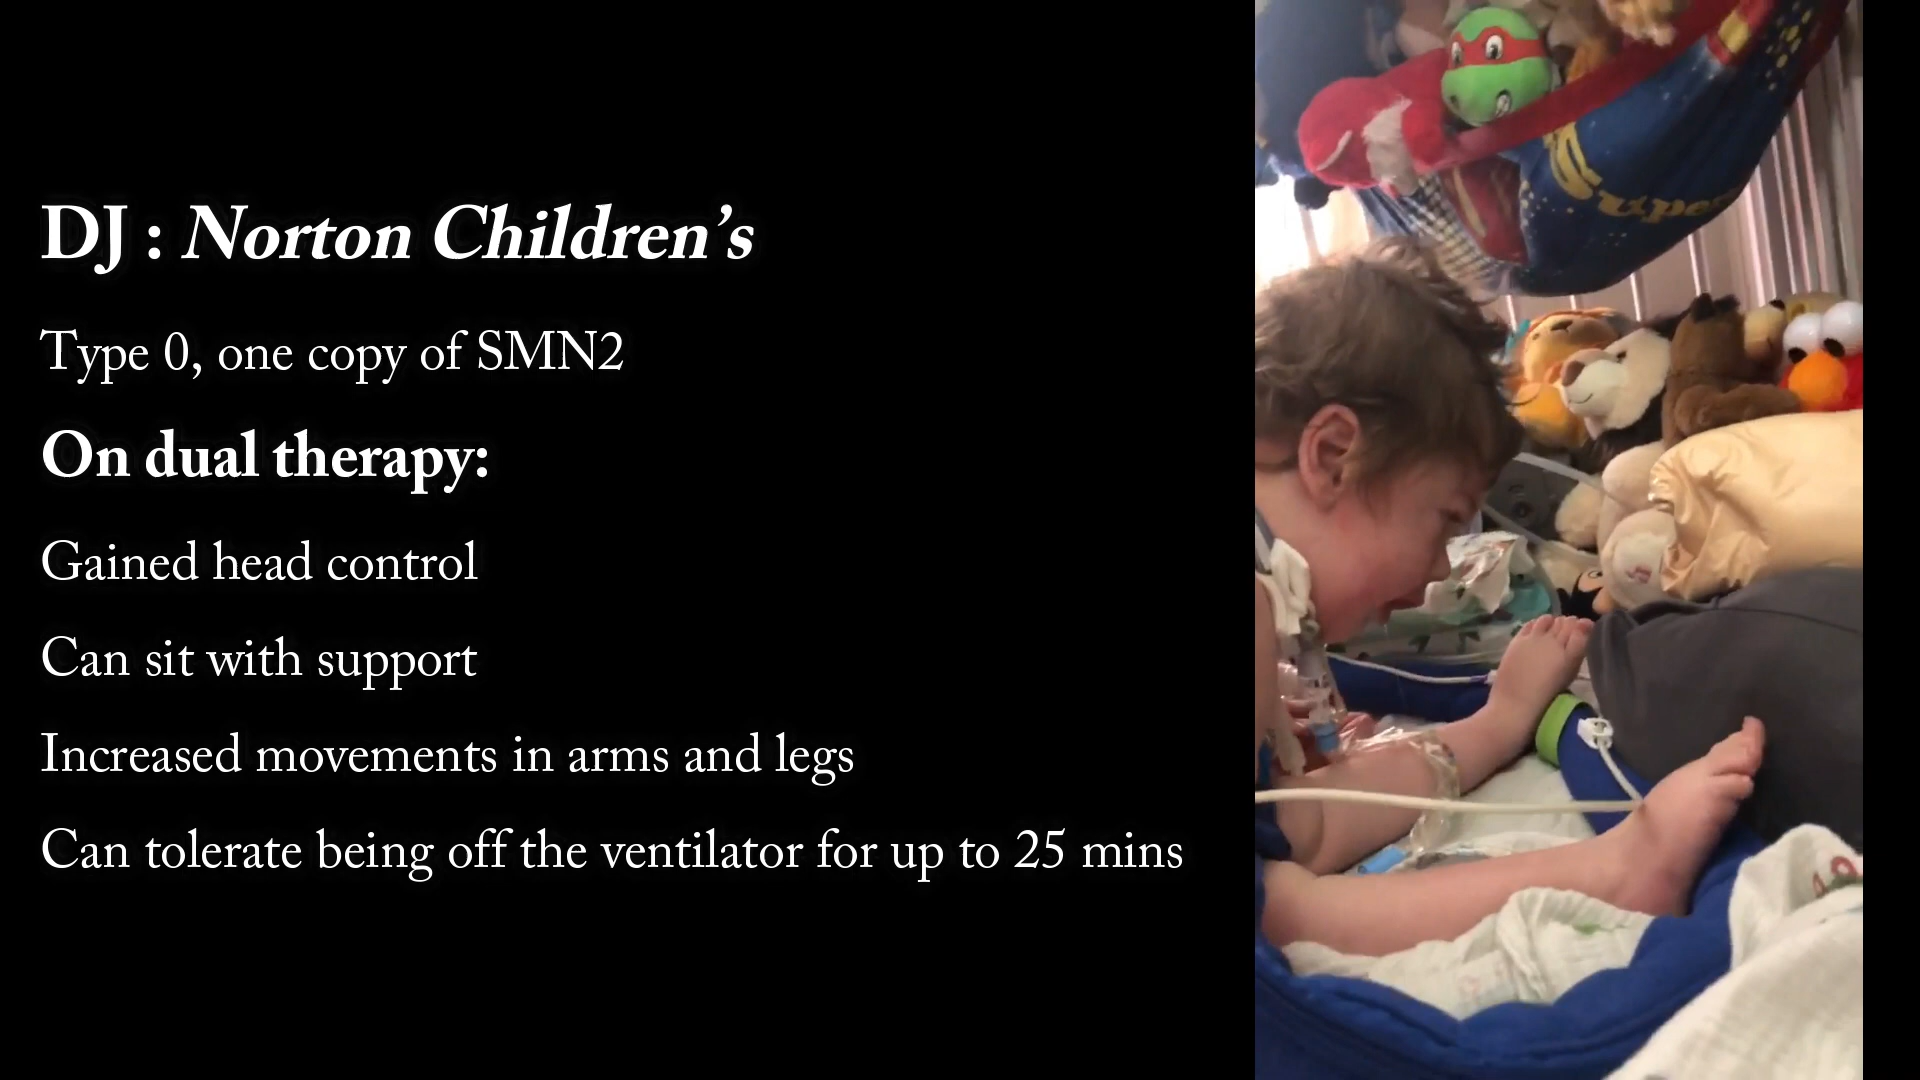 DJ : Norton Children’s
Type 0, one copy of SMN2
On dual therapy:
Gained head control
Can sit with support
Increased movements in arms and legs
Can tolerate being off the ventilator for up to 25 mins
Super